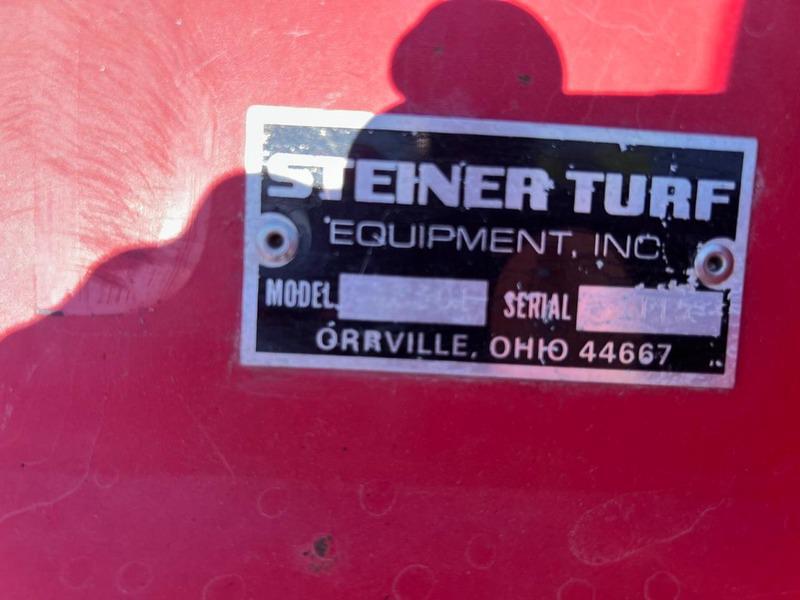 STEINER TURF
EQUIPMENT, INC
MODEL SERIAL
ORRVILLE, OHIO 44667